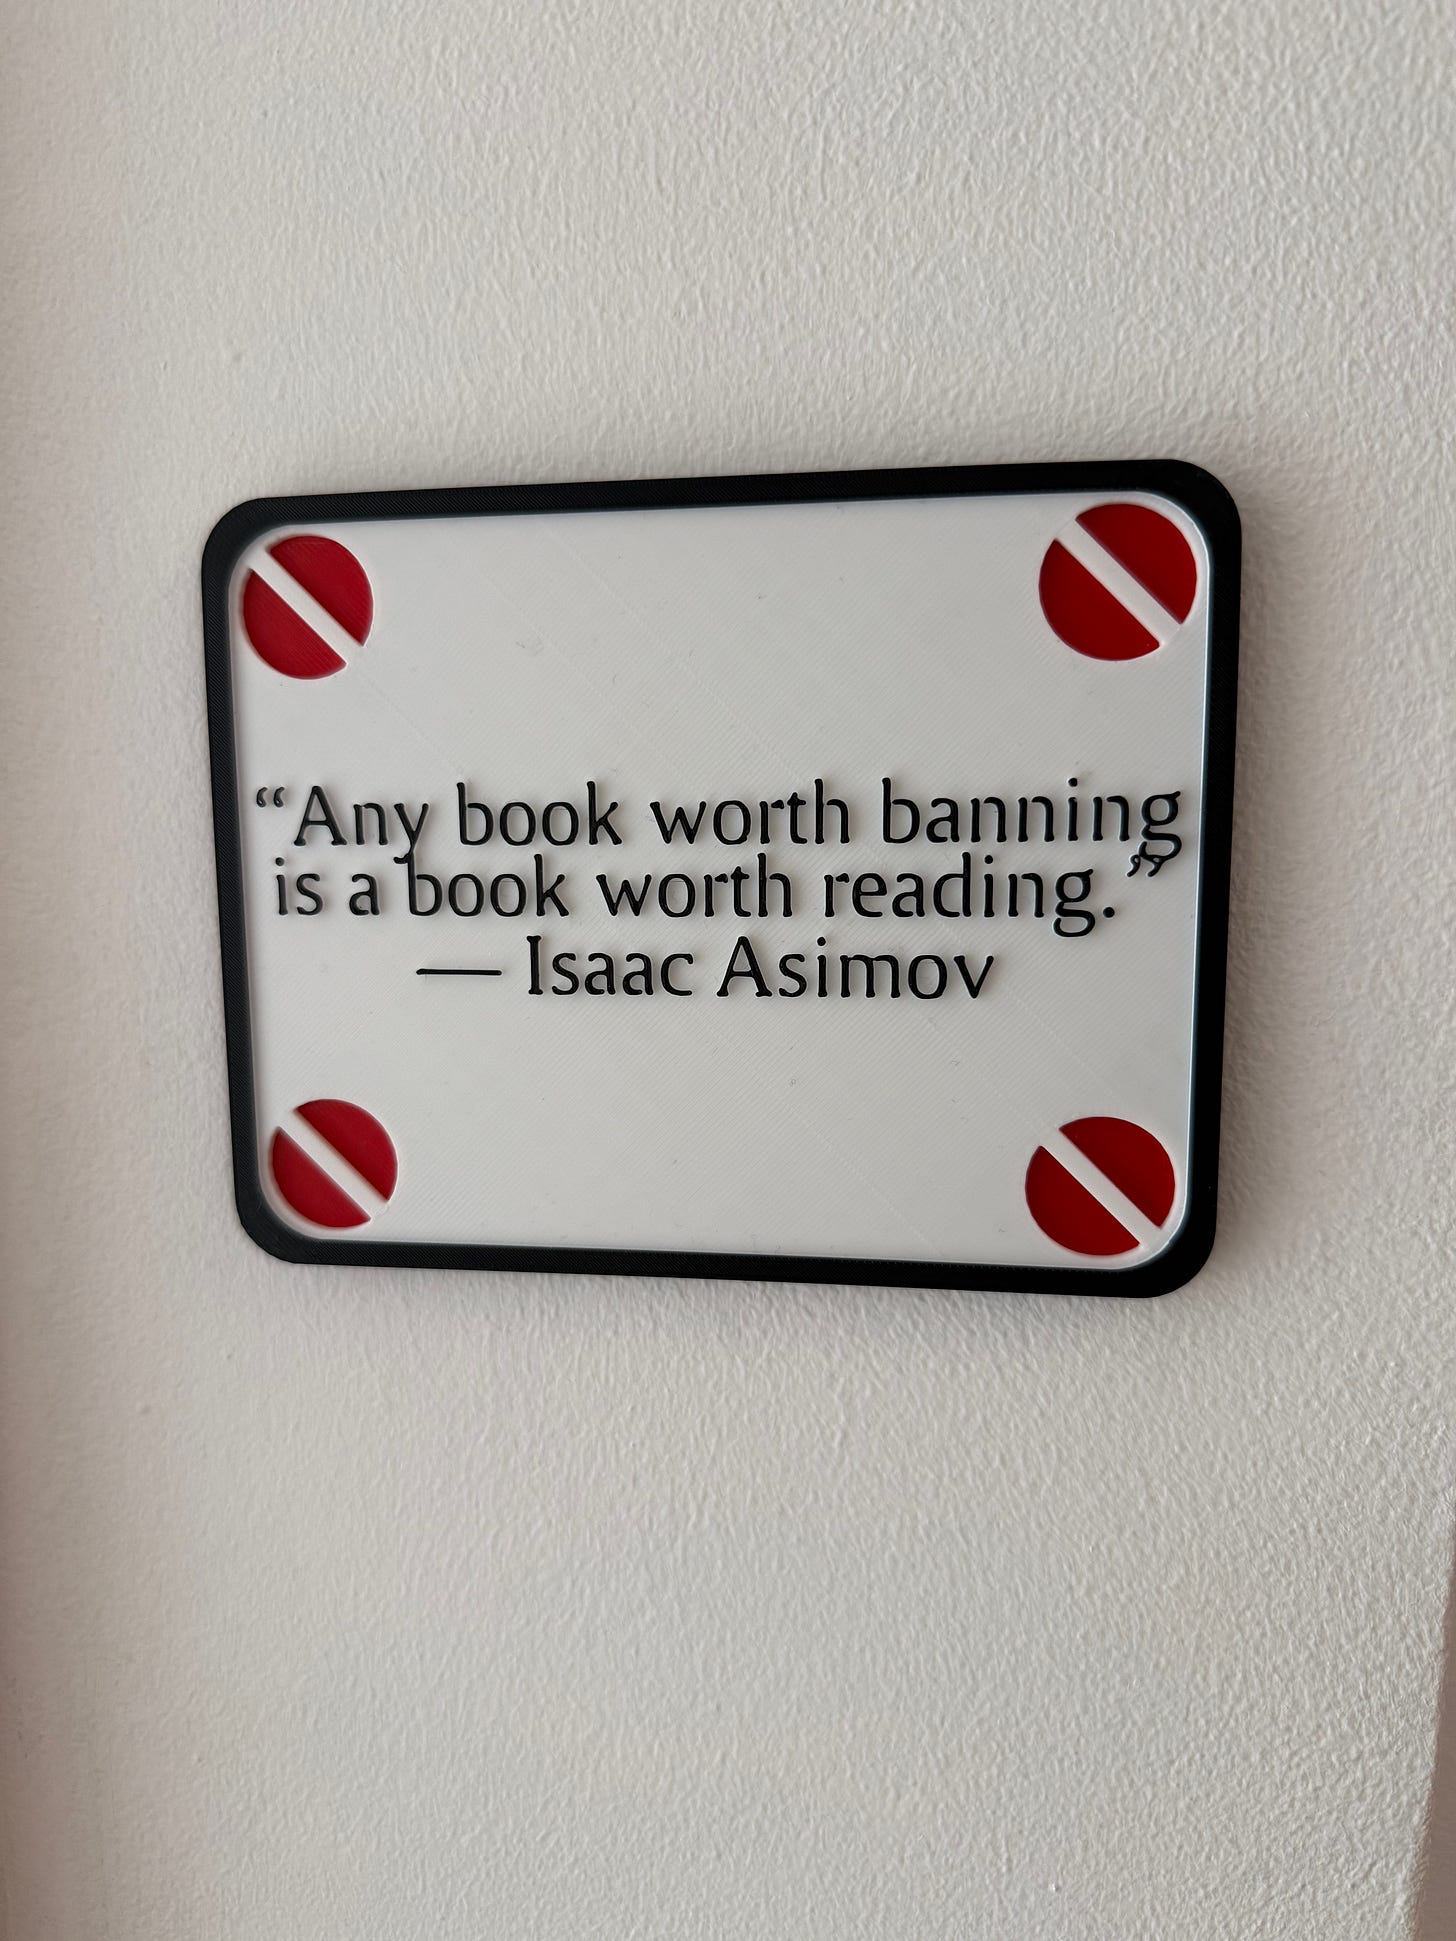 “Any book worth banning
is a book worth reading.”
— Isaac Asimov